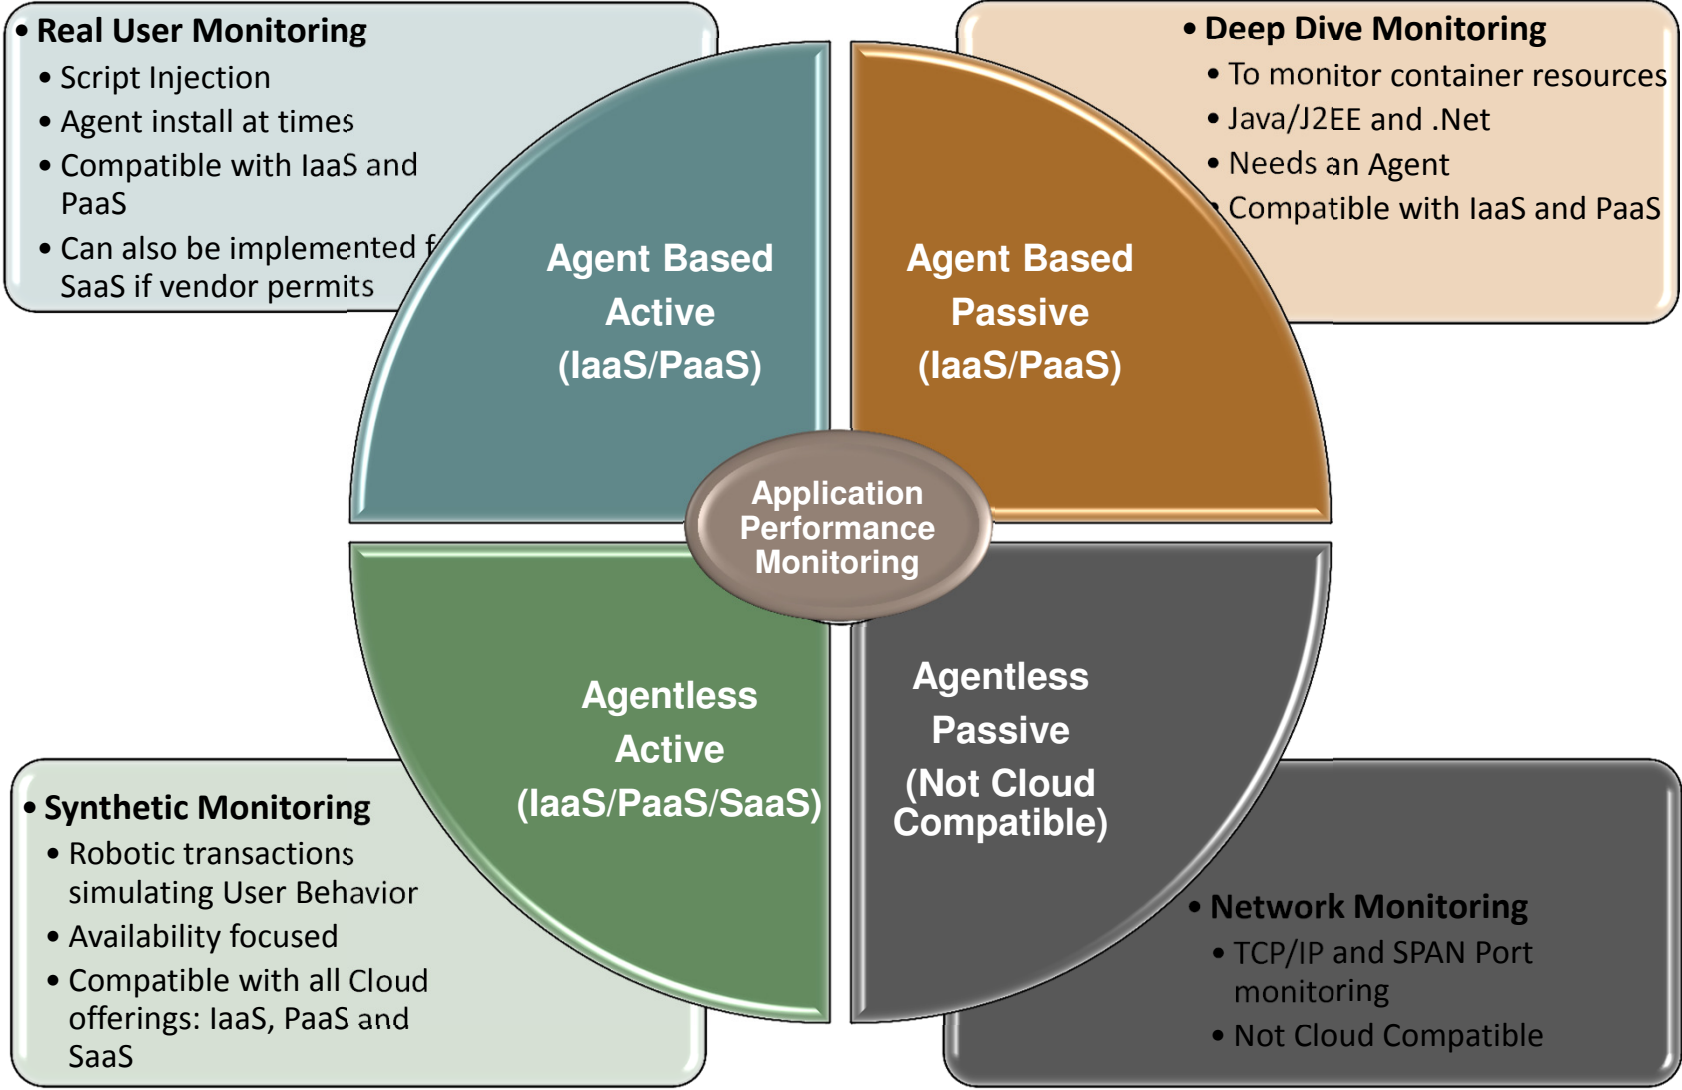 • Real User Monitoring
• Script Injection
• Agent install at times
• Compatible with IaaS and
PaaS
• Can also be implemented f
SaaS if vendor permits
• Deep Dive Monitoring
• To monitor container resources
• Java/J2EE and .Net
• Needs an Agent
• Compatible with IaaS and PaaS
Agent Based
Active
(IaaS/PaaS)
Agent Based
Passive
(IaaS/PaaS)
Application
Performance
Monitoring
Agentless
Active
(IaaS/PaaS/SaaS)
Agentless
Passive
(Not Cloud
Compatible)
• Synthetic Monitoring
• Robotic transactions
simulating User Behavior
• Availability focused
• Compatible with all Cloud
offerings: IaaS, PaaS and
SaaS
• Network Monitoring
• TCP/IP and SPAN Port
monitoring
• Not Cloud Compatible